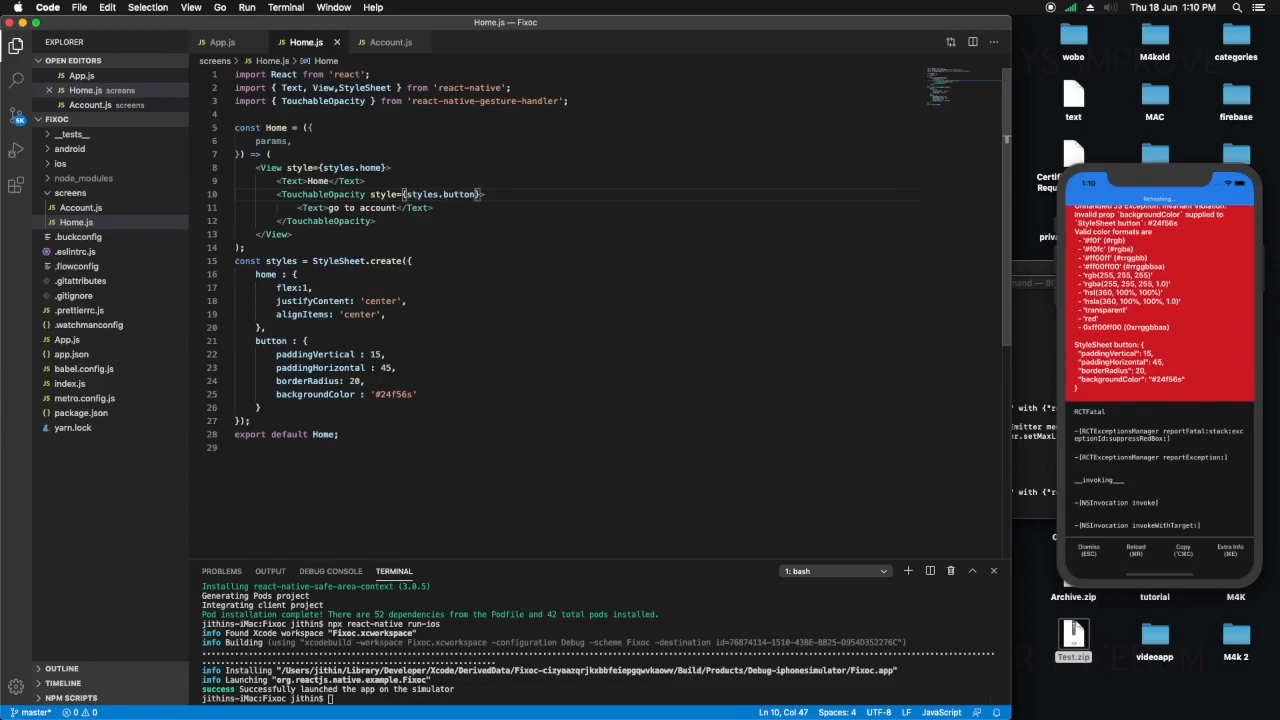 Code File Edit Selection View Go Run Terminal Window Help
Thu 18 Jun 1:10 PM
Home.js — Fixoc
EXPLORER
OPEN EDITORS
App.js
Home.js screens
Account.js screens
FIXOC
__tests__
android
ios
node_modules
screens
Account.js
Home.js
.buckconfig
.eslintrc.js
.flowconfig
.gitattributes
.gitignore
.prettierrc.js
.watchmanconfig
App.js
app.json
babel.config.js
index.js
metro.config.js
package.json
yarn.lock
OUTLINE
TIMELINE
NPM SCRIPTS
5K
App.js Home.js Account.js
screens > Home.js > Home
1 import React from 'react';
2 import { Text, View,StyleSheet } from 'react-native';
3 import { TouchableOpacity } from 'react-native-gesture-handler';
4
5 const Home = ({
6 params,
7 }) => (
8 <View style={styles.home}>
9 <Text>Home</Text>
10 <TouchableOpacity style={styles.button}>
11 <Text>go to account</Text>
12 </TouchableOpacity>
13 </View>
14 );
15 const styles = StyleSheet.create({
16 home : {
17 flex:1,
18 justifyContent: 'center',
19 alignItems: 'center',
20 },
21 button : {
22 paddingVertical : 15,
23 paddingHorizontal : 45,
24 borderRadius: 20,
25 backgroundColor : '#24f56s'
26 }
27 });
28 export default Home;
29
PROBLEMS OUTPUT DEBUG CONSOLE TERMINAL
1: bash
Installing react-native-safe-area-context (3.0.5)
Generating Pods project
Integrating client project
Pod installation complete! There are 52 dependencies from the Podfile and 42 total pods installed.
jithins-iMac:Fixoc jithin$ npx react-native run-ios
info Found Xcode workspace "Fixoc.xcworkspace"
info Building (using "xcodebuild -workspace Fixoc.xcworkspace -configuration Debug -scheme Fixoc -destination id=76874114-1510-43BE-BB25-D954D352276C")
info Installing "/Users/jithin/Library/Developer/Xcode/DerivedData/Fixoc-cizyaazqrjkxbbfeiepgqwvkaowv/Build/Products/Debug-iphonesimulator/Fixoc.app"
info Launching "org.reactjs.native.example.Fixoc"
success Successfully launched the app on the simulator
jithins-iMac:Fixoc jithin$
master* 0 0
Ln 10, Col 47 Spaces: 4 UTF-8 LF JavaScript
wobo M4kold categories
text MAC firebase
1:10
Refreshing...
Unhandled JS Exception: Invariant Violation:
Invalid prop `backgroundColor` supplied to
`StyleSheet button`: #24f56s
Valid color formats are
- '#f0f' (#rgb)
- '#f0fc' (#rgba)
- '#ff00ff' (#rrggbb)
- '#ff00ff00' (#rrggbbaa)
- 'rgb(255, 255, 255)'
- 'rgba(255, 255, 255, 1.0)'
- 'hsl(360, 100%, 100%)'
- 'hsla(360, 100%, 100%, 1.0)'
- 'transparent'
- 'red'
- 0xff00ff00 (0xrrggbbaa)
StyleSheet button: {
"paddingVertical": 15,
"paddingHorizontal": 45,
"borderRadius": 20,
"backgroundColor": "#24f56s"
}
RCTFatal
-[RCTExceptionsManager reportFatal:stack:exc
eptionId:suppressRedBox:]
-[RCTExceptionsManager reportException:]
__invoking___
-[NSInvocation invoke]
-[NSInvocation invokeWithTarget:]
Dismiss Reload Copy Extra Info
(ESC) (⌘R) (⌥⌘C) (⌘E)
Archive.zip tutorial M4K
Test.zip videoapp M4k 2